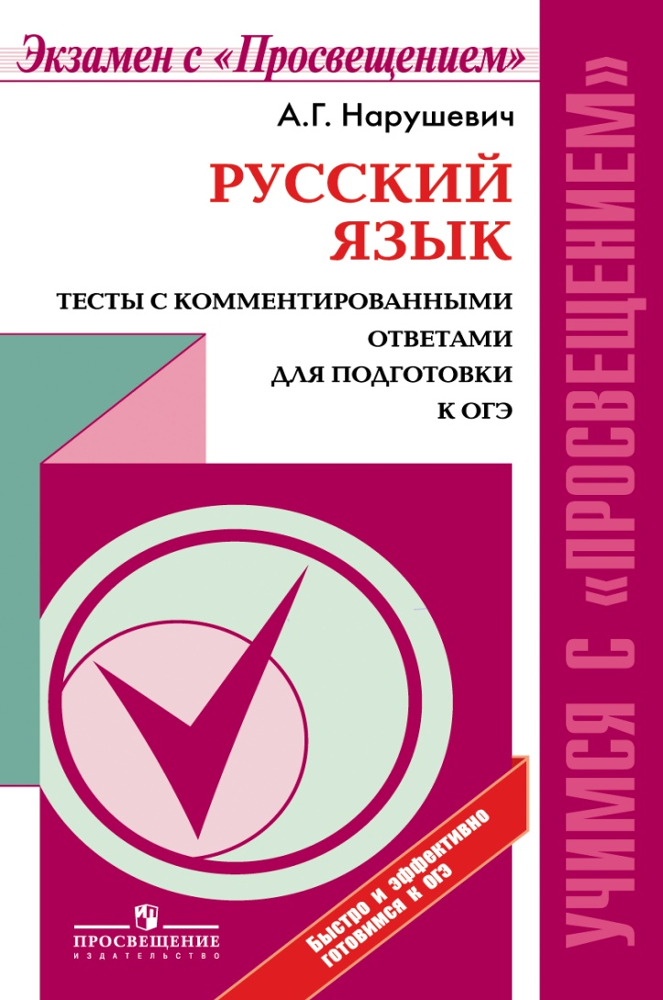 Экзамен с «Просвещением»
А.Г. Нарушевич
РУССКИЙ
ЯЗЫК
ТЕСТЫ С КОММЕНТИРОВАННЫМИ
ОТВЕТАМИ
ДЛЯ ПОДГОТОВКИ
К ОГЭ
УЧИМСЯ С «ПРОСВЕЩЕНИЕМ»
Быстро и эффективно
готовимся к ОГЭ
ПРОСВЕЩЕНИЕ
ИЗДАТЕЛЬСТВО